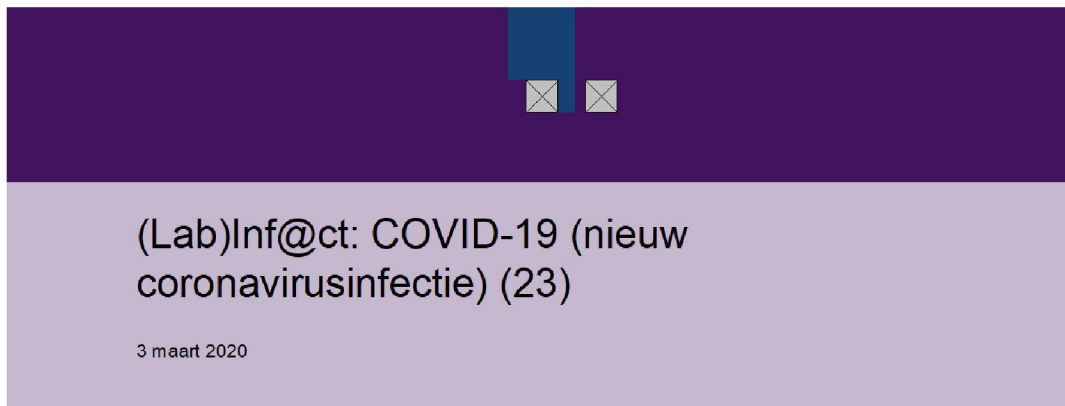 (Lab)Inf@ct: COVID-19 (nieuw
coronavirusinfectie) (23)
3 maart 2020